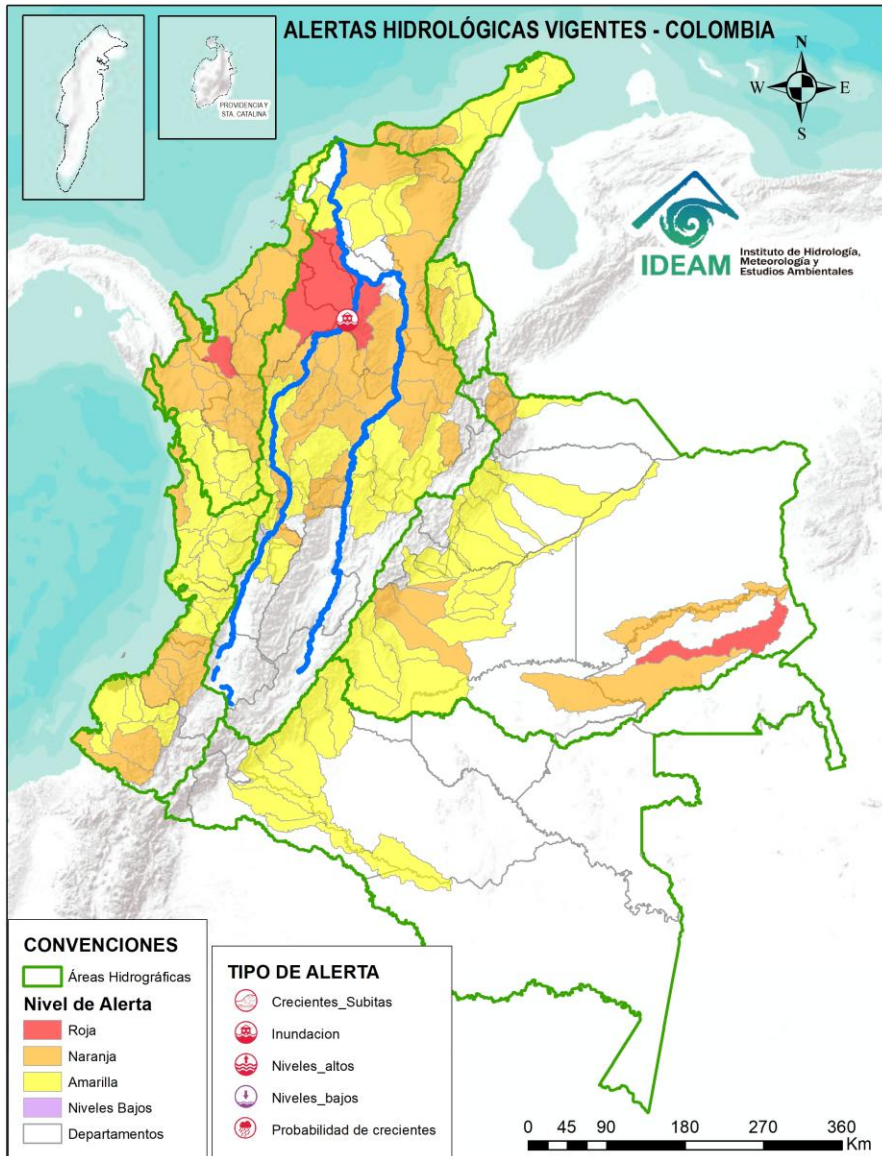 ALERTAS HIDROLÓGICAS VIGENTES - COLOMBIA
PROVIDENCIA Y
STA. CATALINA
N
W E
S
IDEAM
Instituto de Hidrología,
Meteorología y
Estudios Ambientales
CONVENCIONES
Áreas Hidrográficas
Nivel de Alerta
Roja
Naranja
Amarilla
Niveles Bajos
Departamentos
TIPO DE ALERTA
Crecientes_Subitas
Inundacion
Niveles_altos
Niveles_bajos
Probabilidad de crecientes
0 45 90 180 270 360
Km